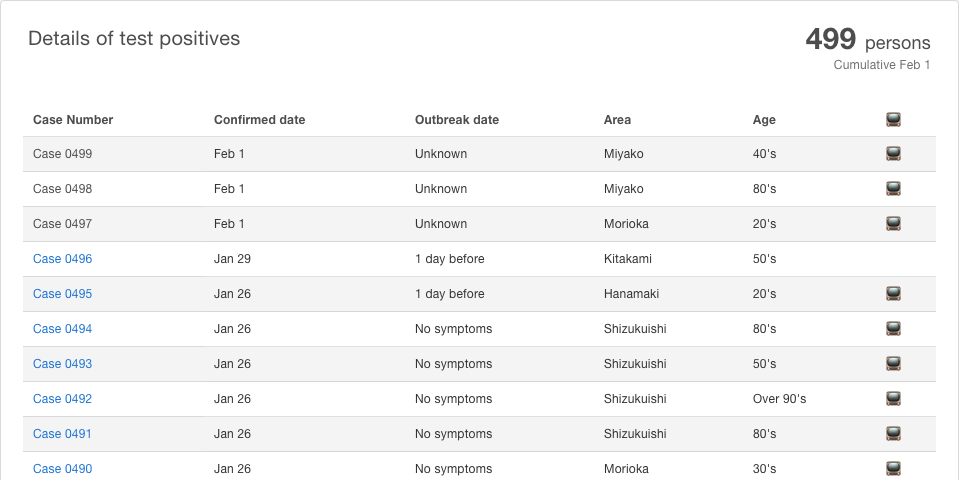 Details of test positives
499 persons
Cumulative Feb 1
Case Number Confirmed date Outbreak date Area Age
Case 0499 Feb 1 Unknown Miyako 40's
Case 0498 Feb 1 Unknown Miyako 80's
Case 0497 Feb 1 Unknown Morioka 20's
Case 0496 Jan 29 1 day before Kitakami 50's
Case 0495 Jan 26 1 day before Hanamaki 20's
Case 0494 Jan 26 No symptoms Shizukuishi 80's
Case 0493 Jan 26 No symptoms Shizukuishi 50's
Case 0492 Jan 26 No symptoms Shizukuishi Over 90's
Case 0491 Jan 26 No symptoms Shizukuishi 80's
Case 0490 Jan 26 No symptoms Morioka 30's